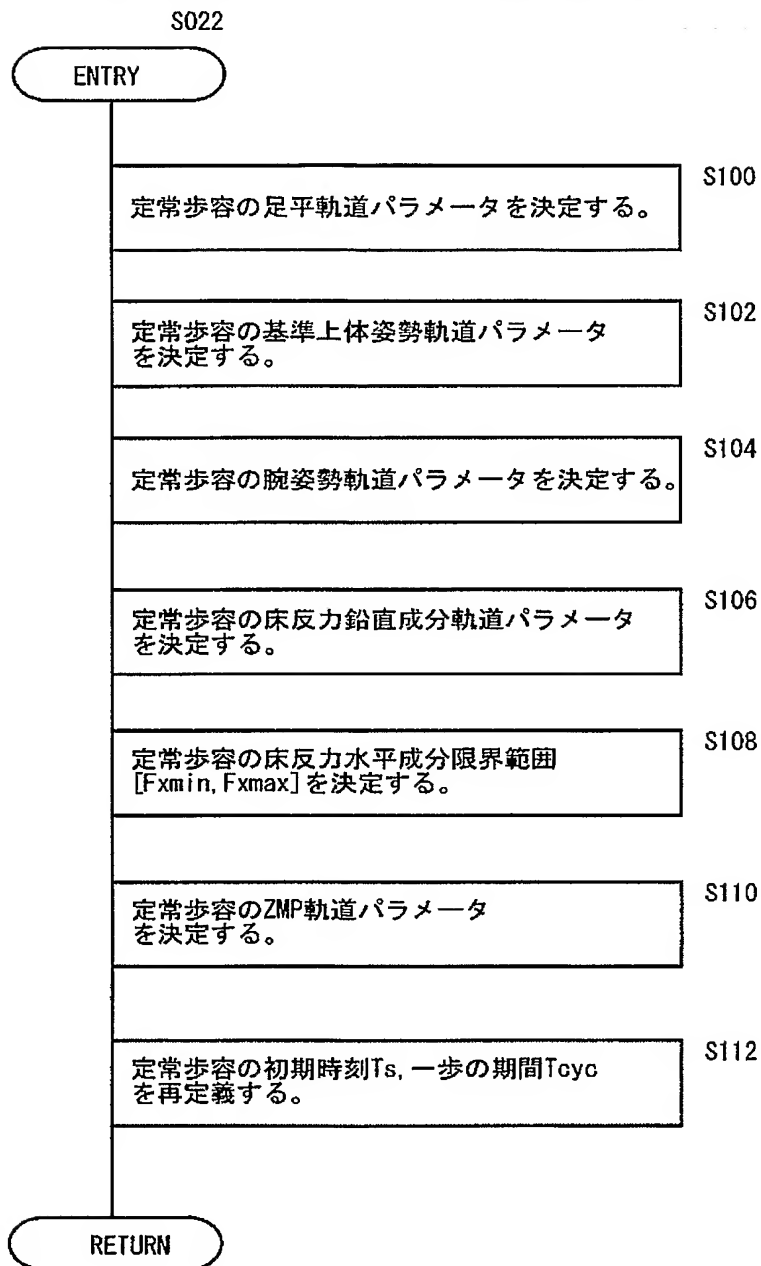 S022
ENTRY
S100
定常歩容の足平軌道パラメータを決定する。
S102
定常歩容の基準上体姿勢軌道パラメータ
を決定する。
S104
定常歩容の腕姿勢軌道パラメータを決定する。
S106
定常歩容の床反力鉛直成分軌道パラメータ
を決定する。
S108
定常歩容の床反力水平成分限界範囲
[Fxmin,Fxmax]を決定する。
S110
定常歩容のZMP軌道パラメータ
を決定する。
S112
定常歩容の初期時刻Ts,一歩の期間Tcyc
を再定義する。
RETURN